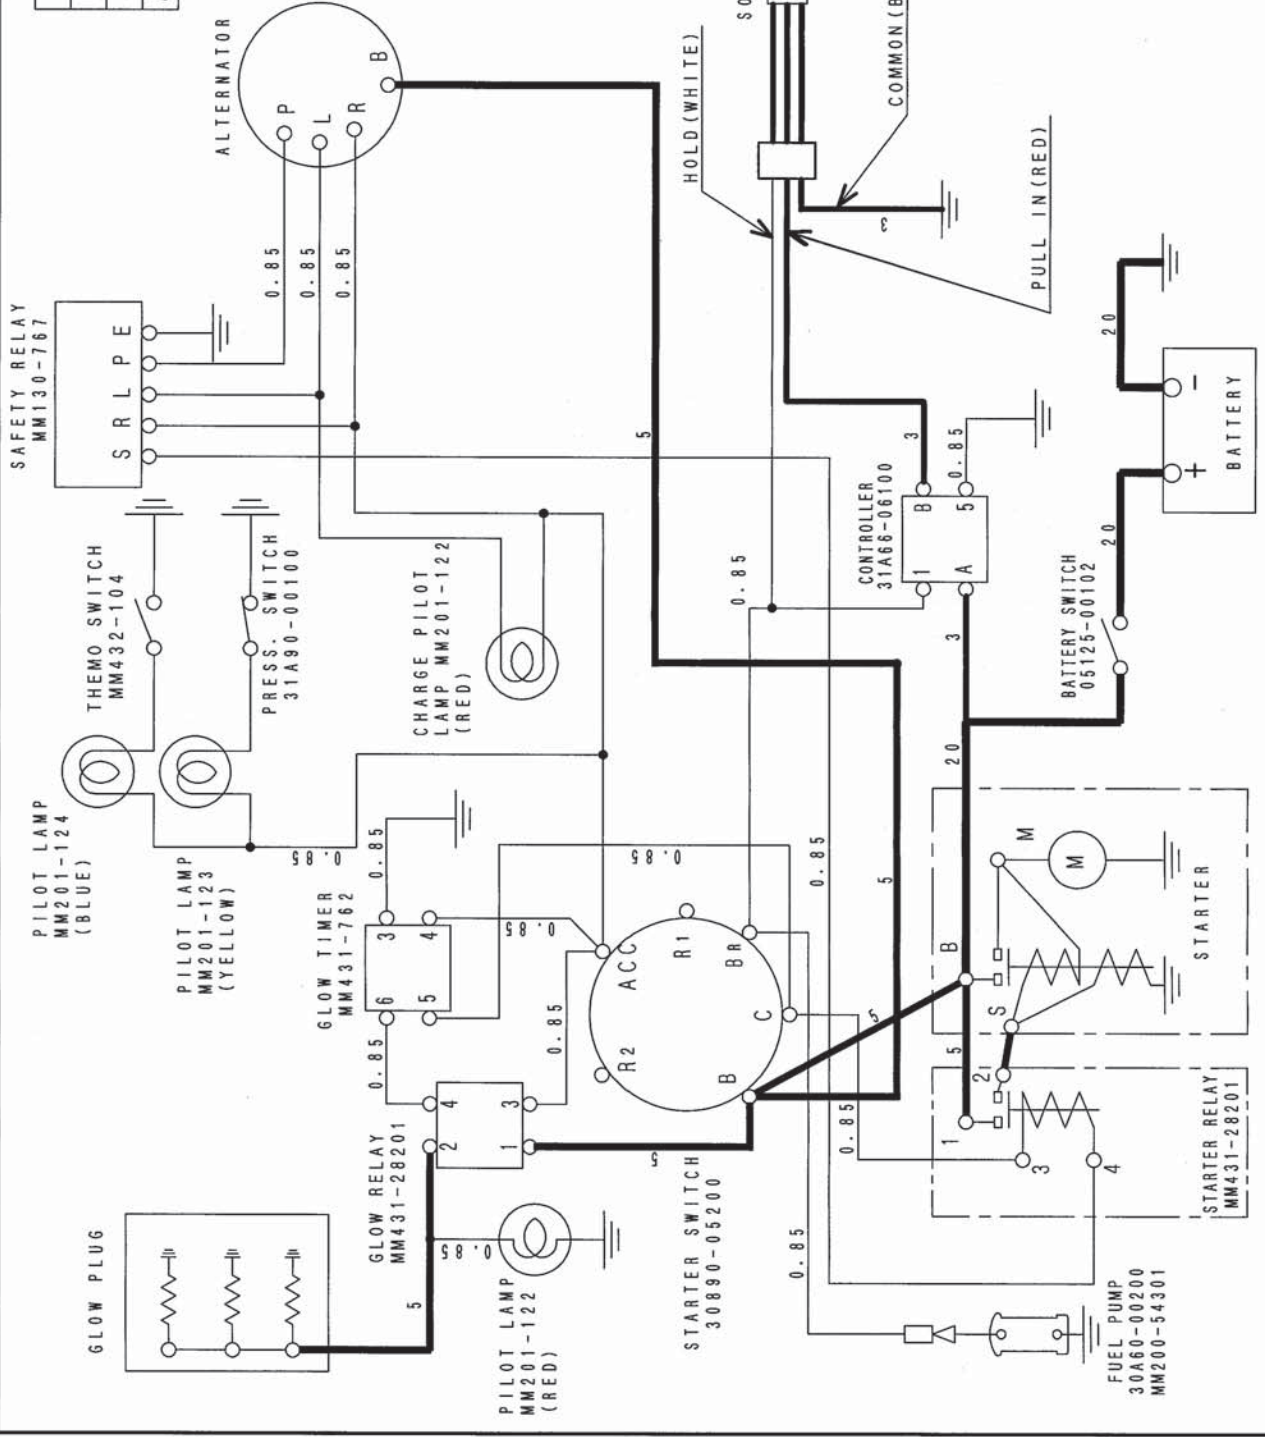 GLOW PLUG
5
PILOT LAMP
MM201-122
(RED)
0.85
GLOW RELAY
MM431-28201
2
4
1
3
0.85
GLOW TIMER
MM431-762
6
3
5
4
0.85
0.85
0.85
0.85
PILOT LAMP
MM201-124
(BLUE)
PILOT LAMP
MM201-123
(YELLOW)
0.85
THEMO SWITCH
MM432-104
PRESS. SWITCH
31A90-00100
CHARGE PILOT
LAMP MM201-122
(RED)
SAFETY RELAY
MM130-767
S R L P E
0.85
0.85
0.85
ALTERNATOR
P
L
R
B
5
STARTER SWITCH
30890-05200
5
B
R2
ACC
R1
BR
C
5
5
0.85
0.85
0.85
0.85
FUEL PUMP
30A60-00200
MM200-54301
STARTER RELAY
MM431-28201
1
2
3
4
5
STARTER
B
S
M
M
20
3
CONTROLLER
31A66-06100
1
B
A
5
3
0.85
BATTERY SWITCH
05125-00102
20
20
+
-
BATTERY
HOLD(WHITE)
PULL IN(RED)
COMMON(B
3
SO